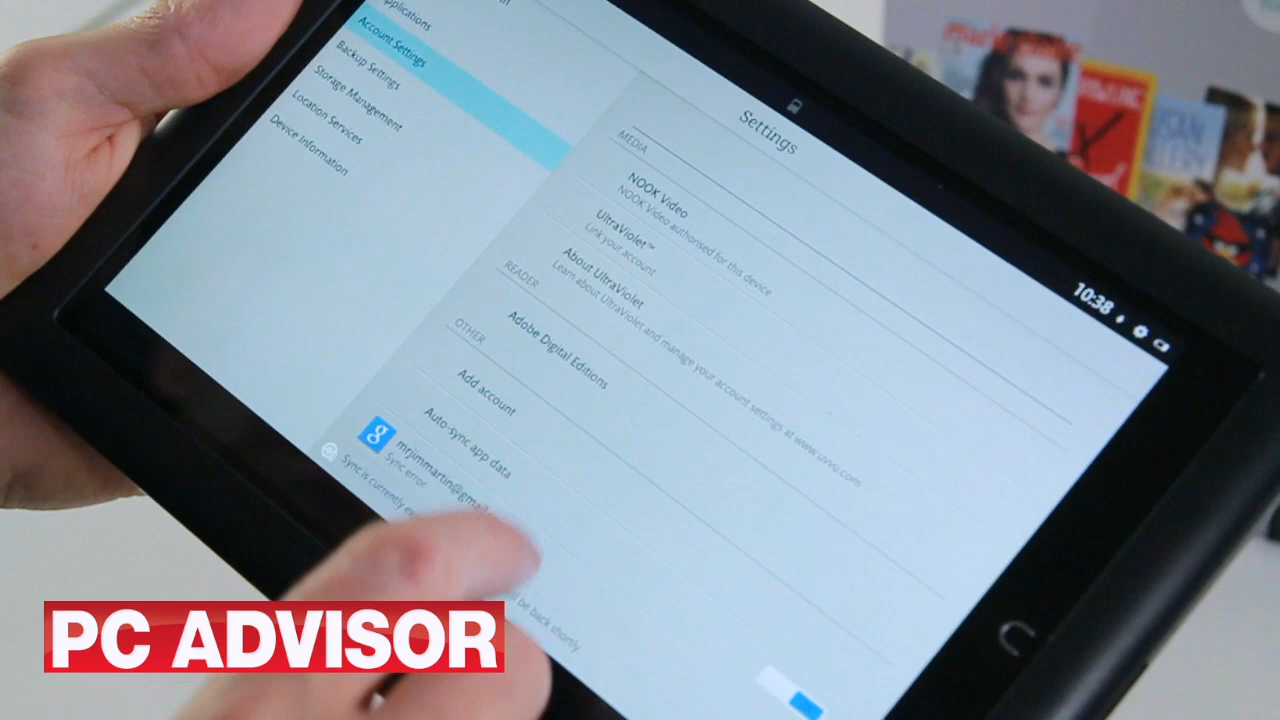 Applications
Account Settings
Backup Settings
Storage Management
Location Services
Device Information
Settings
MEDIA
NOOK Video
NOOK Video authorised for this device
UltraViolet™
Link your account
About UltraViolet
Learn about UltraViolet and manage your account settings at www.uvvu.com
READER
Adobe Digital Editions
OTHER
Add account
Auto-sync app data
g
mrjimmartin@gmail
Sync error
Sync is currently
be back shortly.
10:38
PC ADVISOR